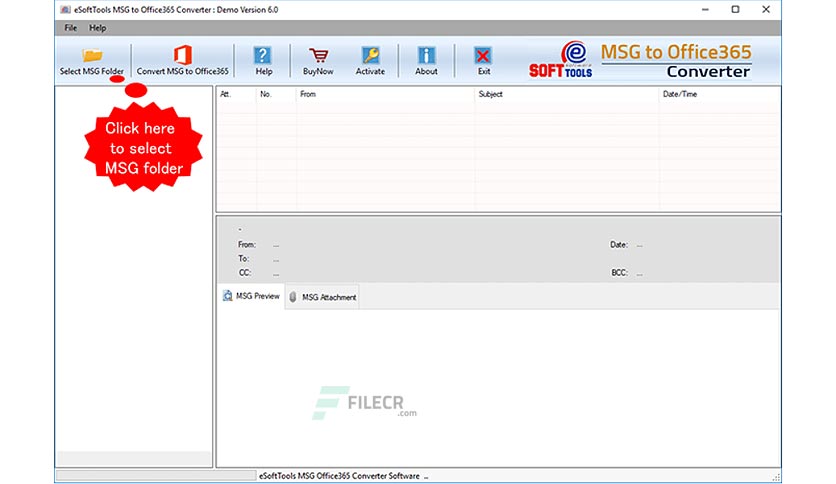 eSoftTools MSG to Office365 Converter : Demo Version 6.0
File Help
Select MSG Folder Convert MSG to Office365 Help BuyNow Activate About Exit
SOFT TOOLS
MSG to Office365
Converter
Att. No. From Subject Date/Time
Click here
to select
MSG folder
-
From: ... Date: ...
To: ...
CC: ... BCC: ...
MSG Preview MSG Attachment
FILECR
.com
eSoftTools MSG Office365 Converter Software ...